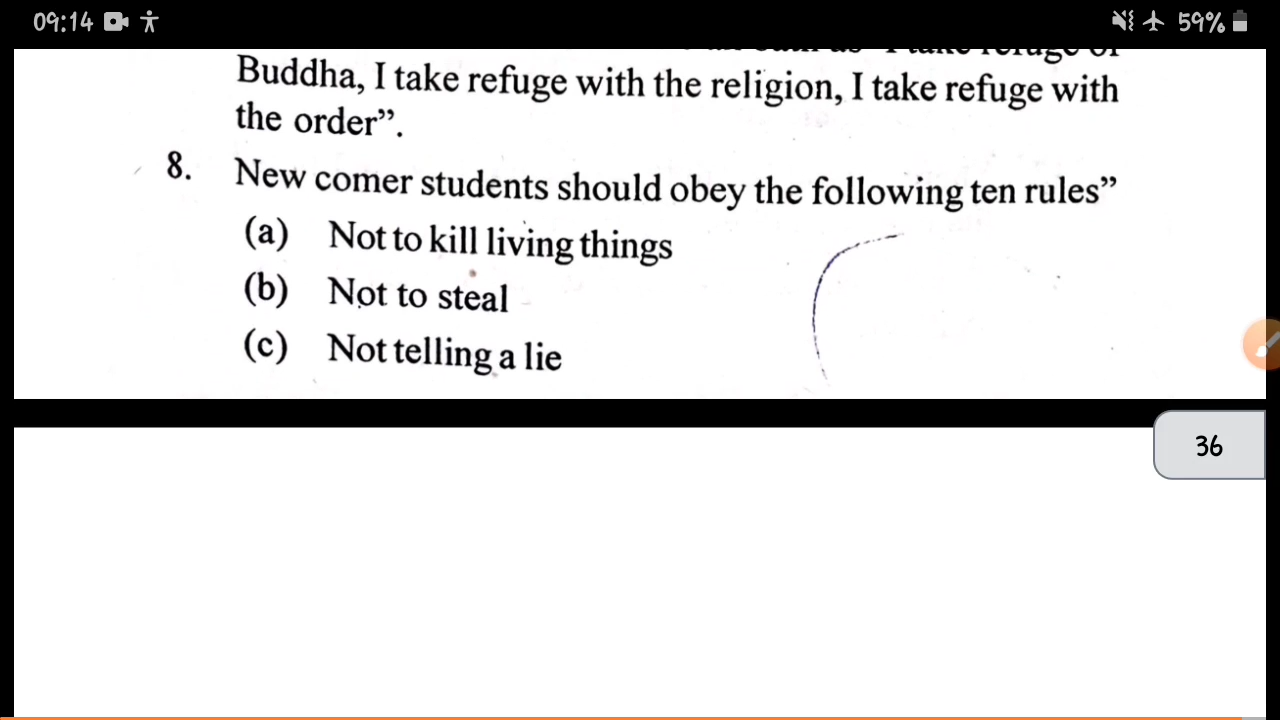 09:14
59%
Buddha, I take refuge with the religion, I take refuge with
the order”.
8. New comer students should obey the following ten rules”
(a) Not to kill living things
(b) Not to steal
(c) Not telling a lie
36